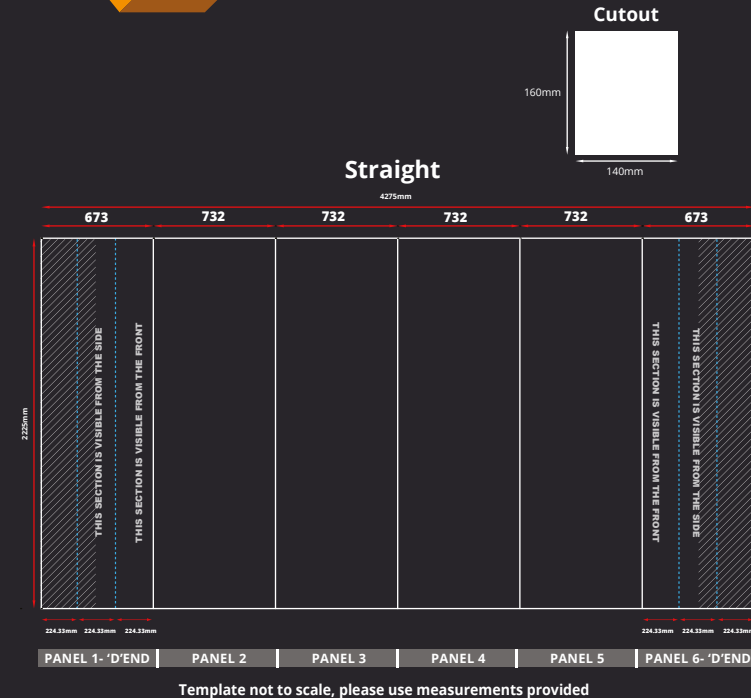 Cutout
160mm
140mm
Straight
4275mm
673 732 732 732 732 673
2225mm
THIS SECTION IS VISIBLE FROM THE SIDE
THIS SECTION IS VISIBLE FROM THE FRONT
THIS SECTION IS VISIBLE FROM THE FRONT
THIS SECTION IS VISIBLE FROM THE SIDE
224.33mm 224.33mm 224.33mm 224.33mm 224.33mm 224.33mm
PANEL 1- ‘D’END PANEL 2 PANEL 3 PANEL 4 PANEL 5 PANEL 6- ‘D’END
Template not to scale, please use measurements provided